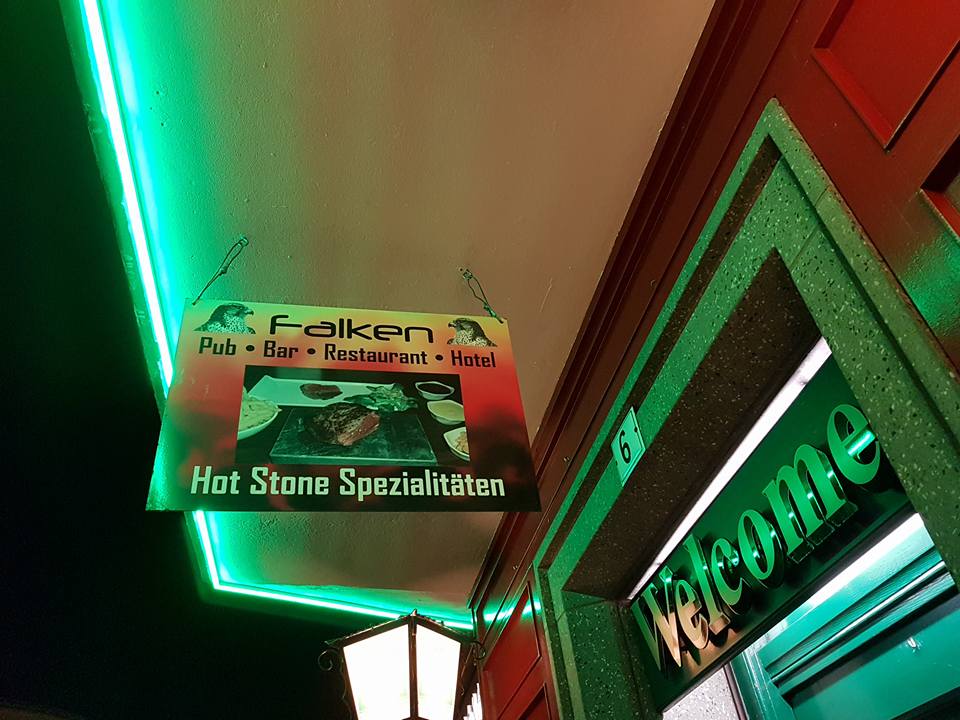 Falken
Pub • Bar • Restaurant • Hotel
Hot Stone Spezialitäten
6
Welcome